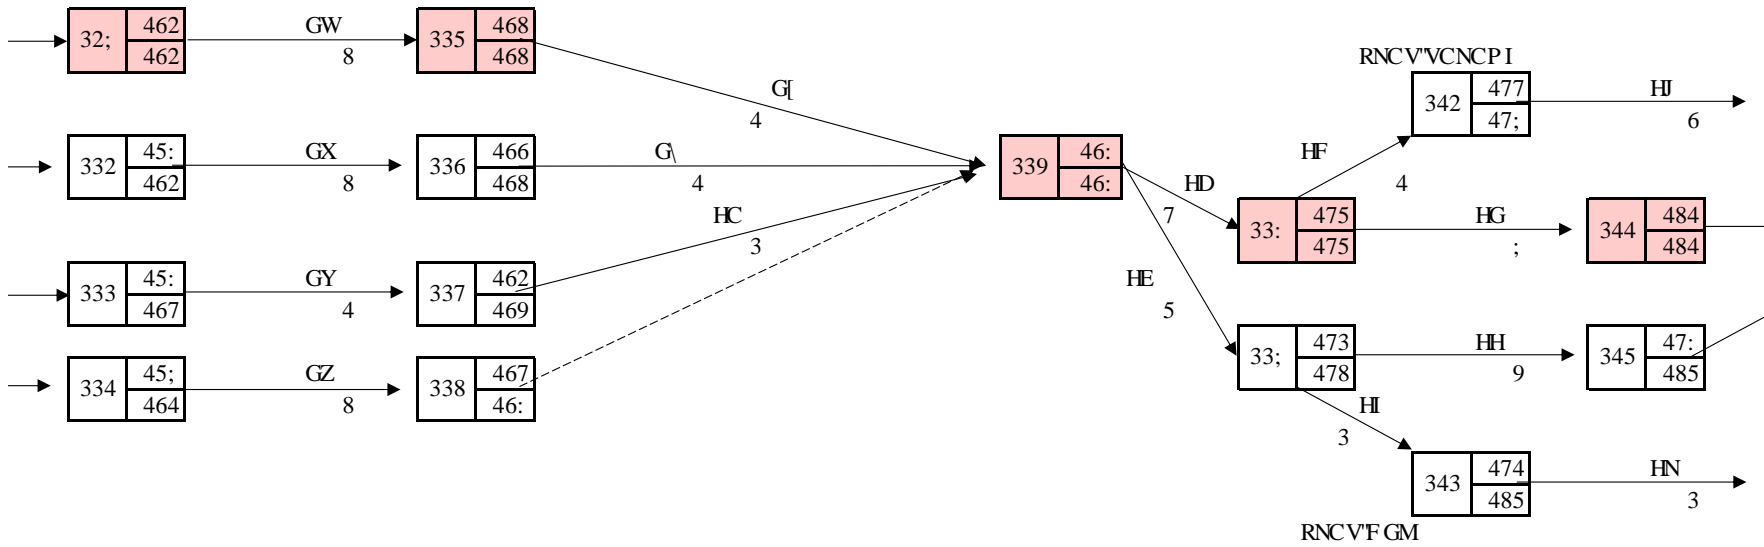 32; 462 462
GW
8
335 468 468
G[
4
332 45: 462
GX
8
336 466 468
G\
4
333 45: 467
GY
4
337 462 469
HC
3
334 45; 464
GZ
8
338 467 46:
339 46: 46:
HD
7
HE
5
33: 475 475
HF
4
RNCV"VCNCPI
342 477 47;
HJ
6
HG
;
344 484 484
33; 473 478
HH
9
345 47: 485
HI
3
343 474 485
RNCV"FGM
HN
3